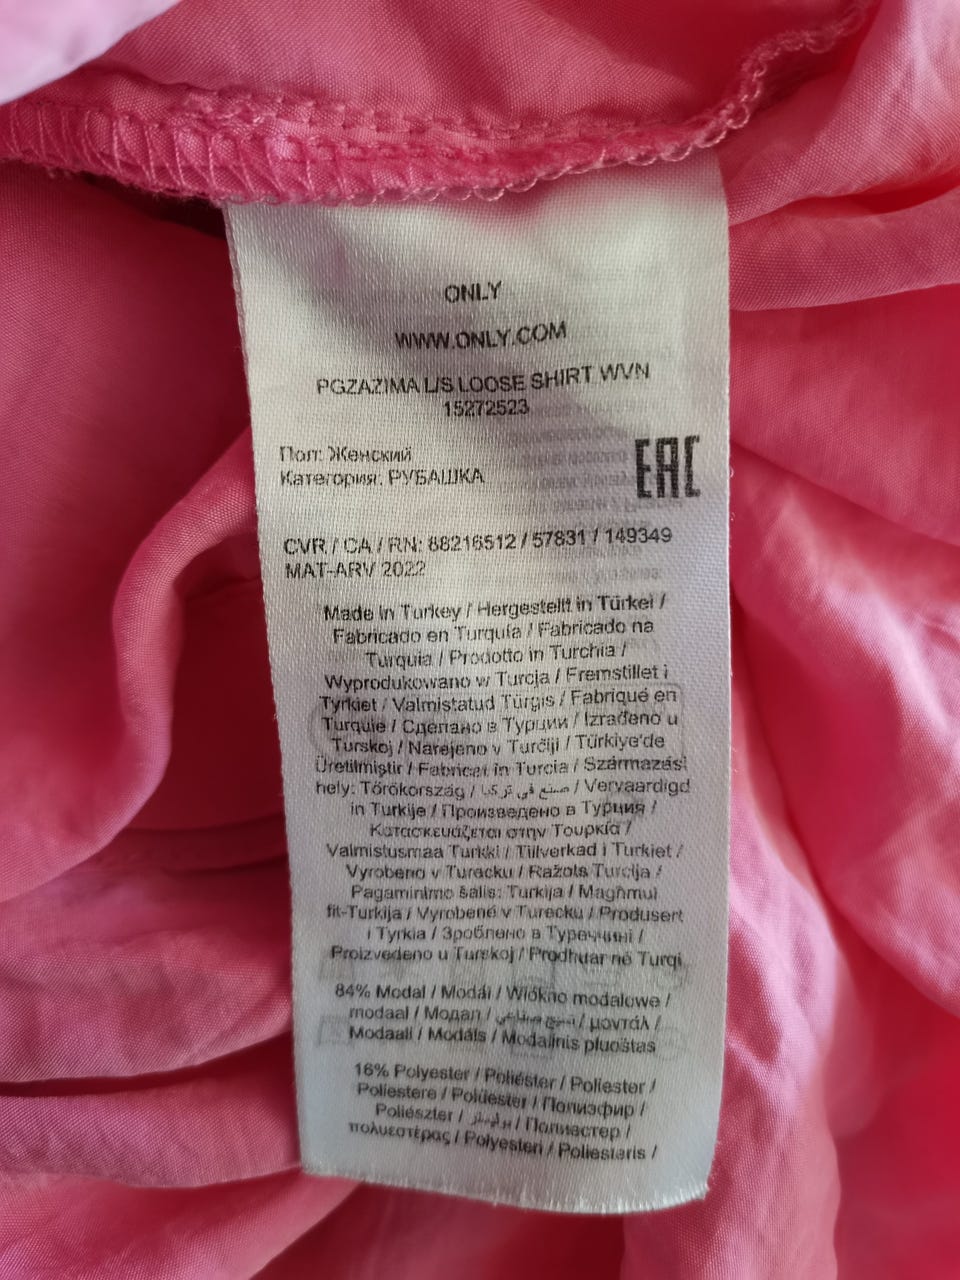 ONLY
WWW.ONLY.COM
PGZAZIMA L/S LOOSE SHIRT WVN
15272523
Пол: Женский
Категория: РУБАШКА
EAC
CVR / CA / RN: 88216512 / 57831 / 149349
MAT-ARV 2022
Made in Turkey / Hergestellt in Türkei /
Fabricado en Turquía / Fabricado na
Turquia / Prodotto in Turchia /
Wyprodukowano w Turcja / Fremstillet i
Tyrkiet / Valmistatud Türgis / Fabriqué en
Turquie / Сделано в Турции / Izrađeno u
Turskoj / Narejeno v Turčiji / Türkiye'de
Üretilmiştir / Fabricat in Turcia / Származási
hely: Törökország / صنع في تركيا / Vervaardigd
in Turkije / Произведено в Турция /
Κατασκευάζεται στην Τουρκία /
Valmistusmaa Turkki / Tillverkad i Turkiet /
Vyrobeno v Turecku / Ražots Turcija /
Pagaminimo šalis: Turkija / Magħmul
fit-Turkija / Vyrobené v Turecku / Produsert
i Tyrkia / Зроблено в Туреччині /
Proizvedeno u Turskoj / Prodhuar në Turqi
84% Modal / Modál / Włókno modalowe /
modaal / Модал / نسيج صناعي / μοντάλ /
Modaali / Modāls / Modalinis pluoštas
16% Polyester / Poliéster / Poliester /
Poliestere / Polüester / Полиэфир /
Poliészter / بوليستر / Полиестер /
πολυεστέρας / Polyesteri / Poliesteris /